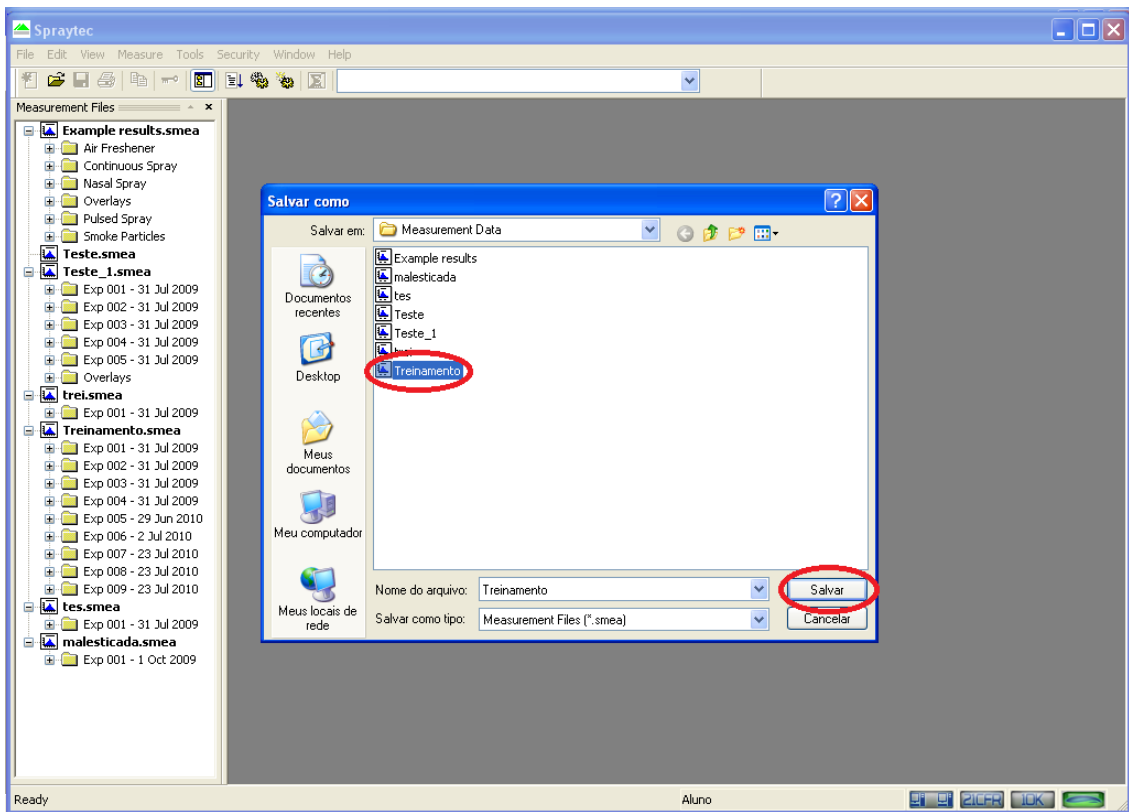 Spraytec
File Edit View Measure Tools Security Window Help
Measurement Files
Example results.smea
Air Freshener
Continuous Spray
Nasal Spray
Overlays
Pulsed Spray
Smoke Particles
Teste.smea
Teste_1.smea
Exp 001 - 31 Jul 2009
Exp 002 - 31 Jul 2009
Exp 003 - 31 Jul 2009
Exp 004 - 31 Jul 2009
Exp 005 - 31 Jul 2009
Overlays
trei.smea
Exp 001 - 31 Jul 2009
Treinamento.smea
Exp 001 - 31 Jul 2009
Exp 002 - 31 Jul 2009
Exp 003 - 31 Jul 2009
Exp 004 - 31 Jul 2009
Exp 005 - 29 Jun 2010
Exp 006 - 2 Jul 2010
Exp 007 - 23 Jul 2010
Exp 008 - 23 Jul 2010
Exp 009 - 23 Jul 2010
tes.smea
Exp 001 - 31 Jul 2009
malesticada.smea
Exp 001 - 1 Oct 2009
Salvar como
Salvar em: Measurement Data
Documentos
recentes
Desktop
Meus
documentos
Meu computador
Meus locais de
rede
Example results
malesticada
tes
Teste
Teste_1
Treinamento
Nome do arquivo: Treinamento Salvar
Salvar como tipo: Measurement Files (*.smea) Cancelar
Ready Aluno 21CFR 10K